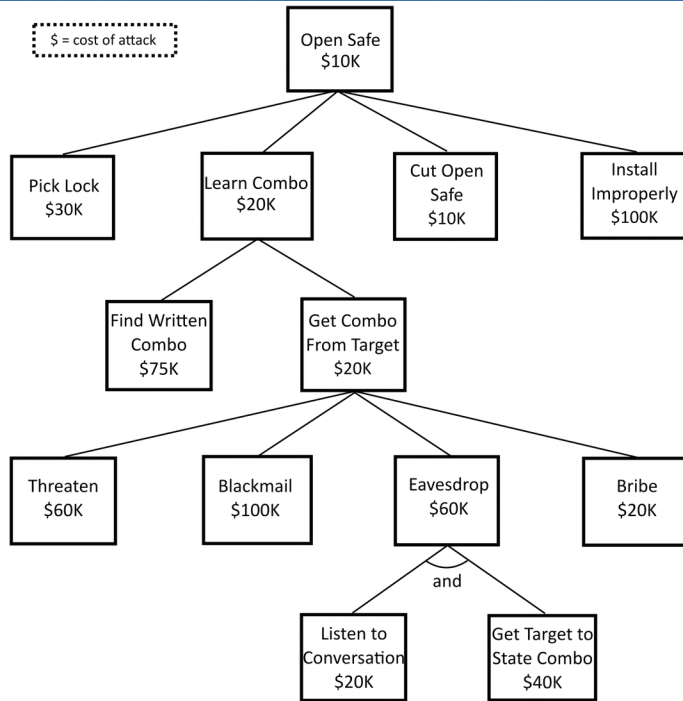 $ = cost of attack
Open Safe
$10K
Pick Lock
$30K
Learn Combo
$20K
Cut Open
Safe
$10K
Install
Improperly
$100K
Find Written
Combo
$75K
Get Combo
From Target
$20K
Threaten
$60K
Blackmail
$100K
Eavesdrop
$60K
Bribe
$20K
and
Listen to
Conversation
$20K
Get Target to
State Combo
$40K